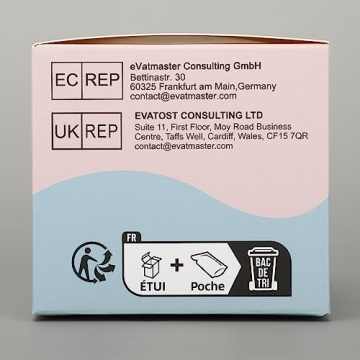 EC REP
eVatmaster Consulting GmbH
Bettinastr. 30
60325 Frankfurt am Main,Germany
contact@evatmaster.com
UK REP
EVATOST CONSULTING LTD
Suite 11, First Floor, Moy Road Business
Centre, Taffs Well, Cardiff, Wales, CF15 7QR
contact@evatmaster.com
FR
ÉTUI + Poche
BAC
DE
TRI